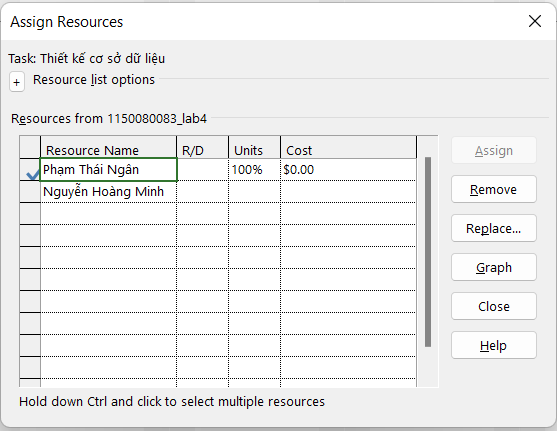 Assign Resources
Task: Thiết kế cơ sở dữ liệu
+ Resource list options
Resources from 1150080083_lab4
Resource Name R/D Units Cost
Phạm Thái Ngân 100% $0.00
Nguyễn Hoàng Minh
Assign
Remove
Replace...
Graph
Close
Help
Hold down Ctrl and click to select multiple resources